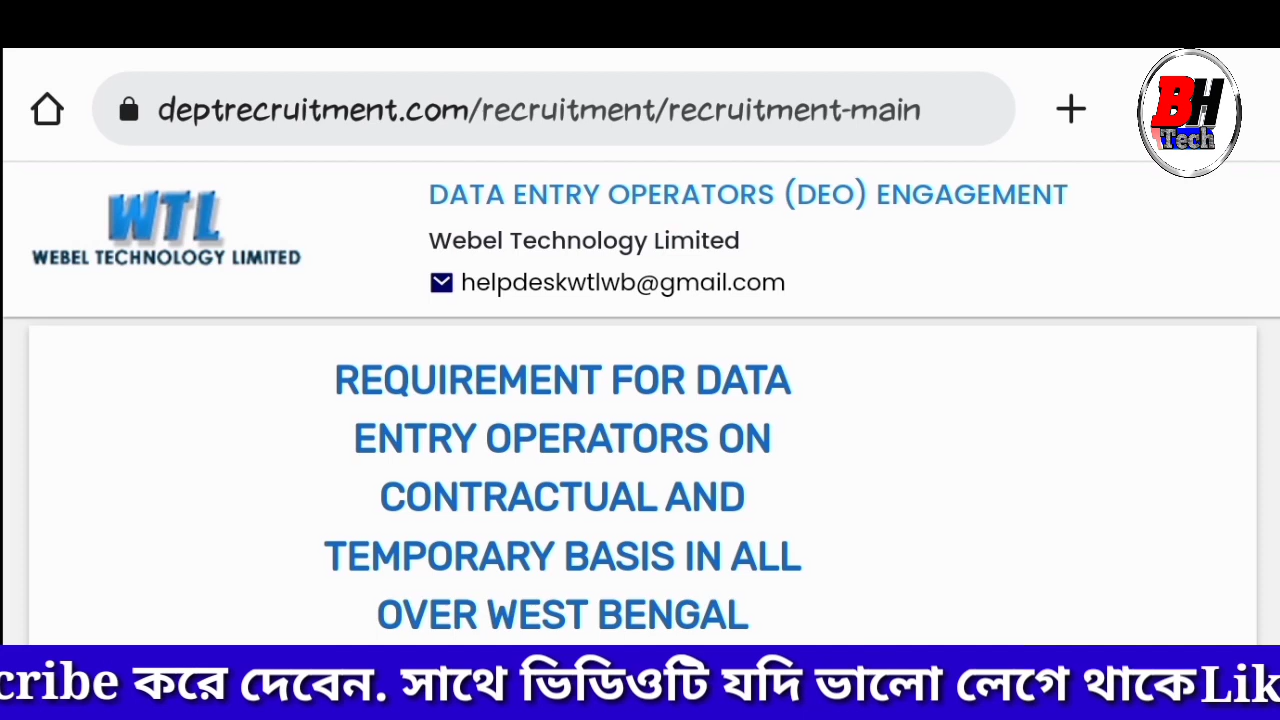 deptrecruitment.com/recruitment/recruitment-main
BH
Tech
WTL
WEBEL TECHNOLOGY LIMITED
DATA ENTRY OPERATORS (DEO) ENGAGEMENT
Webel Technology Limited
helpdeskwtlwb@gmail.com
REQUIREMENT FOR DATA
ENTRY OPERATORS ON
CONTRACTUAL AND
TEMPORARY BASIS IN ALL
OVER WEST BENGAL
cribe করে দেবেন. সাথে ভিডিওটি যদি ভালো লেগে থাকে Lik